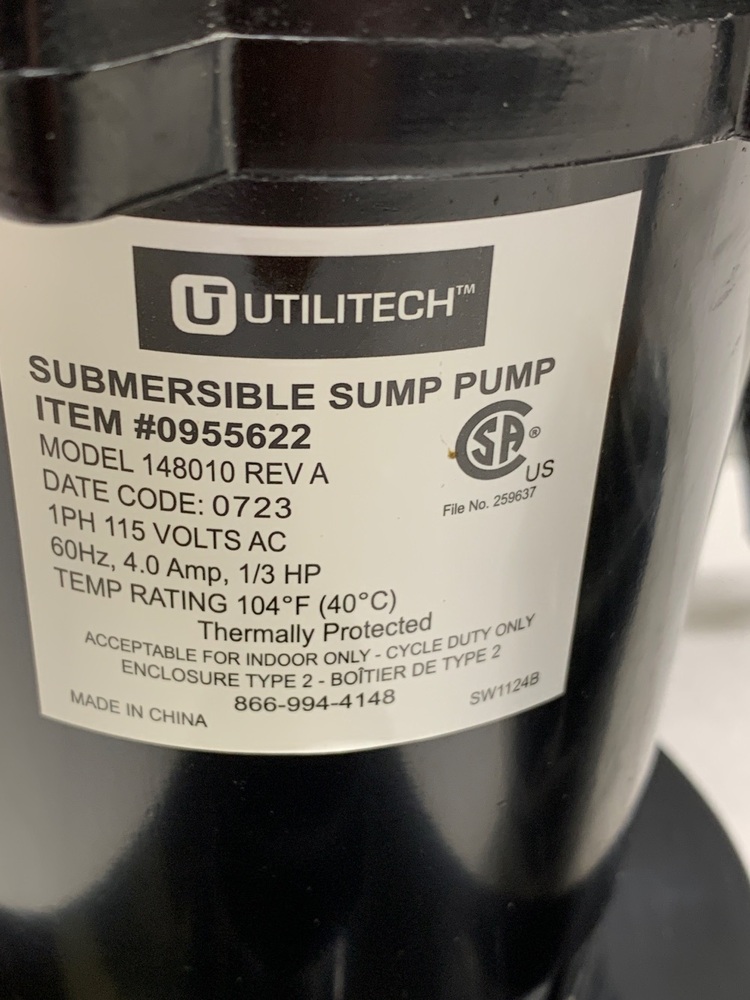 UT UTILITECH™
SUBMERSIBLE SUMP PUMP
ITEM #0955622
MODEL 148010 REV A
DATE CODE: 0723
1PH 115 VOLTS AC
60Hz, 4.0 Amp, 1/3 HP
TEMP RATING 104°F (40°C)
Thermally Protected
ACCEPTABLE FOR INDOOR ONLY - CYCLE DUTY ONLY
ENCLOSURE TYPE 2 - BOÎTIER DE TYPE 2
866-994-4148
MADE IN CHINA
SW1124B
CSA®
US
File No. 259637